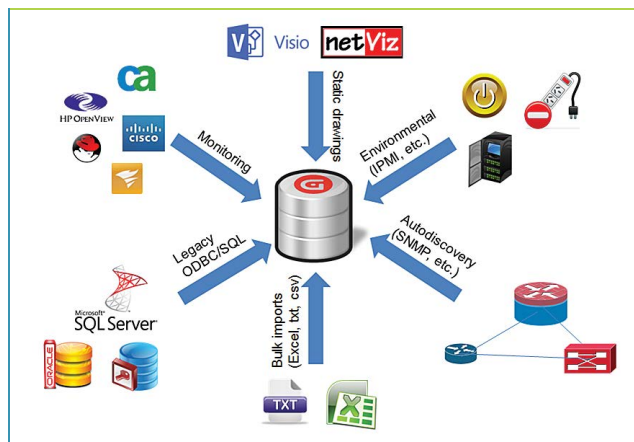 Visio
netViz
ca
HP OPENVIEW
CISCO
Monitoring
Static drawings
Environmental
(IPMI, etc.)
Legacy
ODBC/SQL
Autodiscovery
(SNMP, etc.)
Microsoft
SQL Server
ORACLE
Bulk imports
(Excel, txt, csv)
TXT